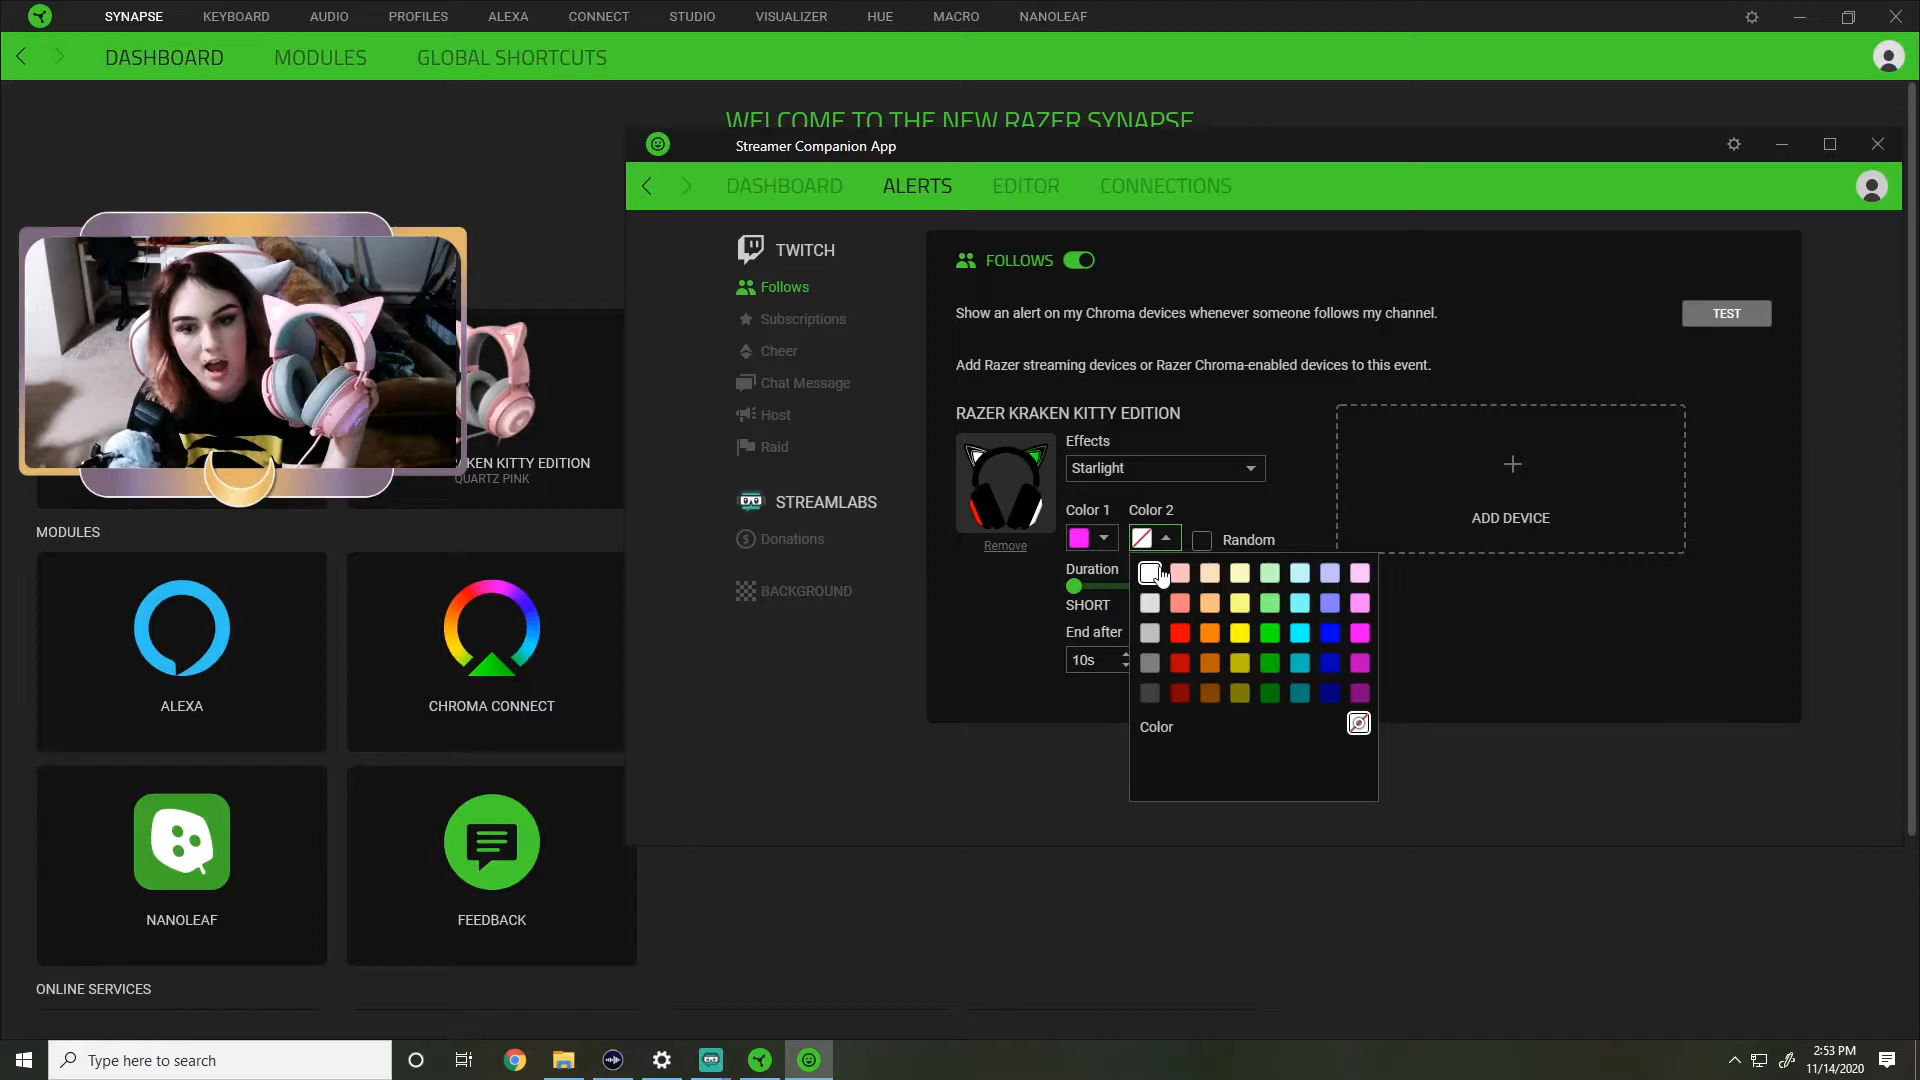 SYNAPSE KEYBOARD AUDIO PROFILES ALEXA CONNECT STUDIO VISUALIZER HUE MACRO NANOLEAF
DASHBOARD MODULES GLOBAL SHORTCUTS
WELCOME TO THE NEW RAZER SYNAPSE
Streamer Companion App
DASHBOARD ALERTS EDITOR CONNECTIONS
TWITCH
Follows
Subscriptions
Cheer
Chat Message
Host
Raid
STREAMLABS
Donations
BACKGROUND
FOLLOWS
Show an alert on my Chroma devices whenever someone follows my channel.
TEST
Add Razer streaming devices or Razer Chroma-enabled devices to this event.
RAZER KRAKEN KITTY EDITION
Effects
Starlight
Color 1 Color 2
Random
Remove
Duration
SHORT
End after
10s
Color
ADD DEVICE
KEN KITTY EDITION
QUARTZ PINK
MODULES
ALEXA
CHROMA CONNECT
NANOLEAF
FEEDBACK
ONLINE SERVICES
Type here to search
2:53 PM
11/14/2020